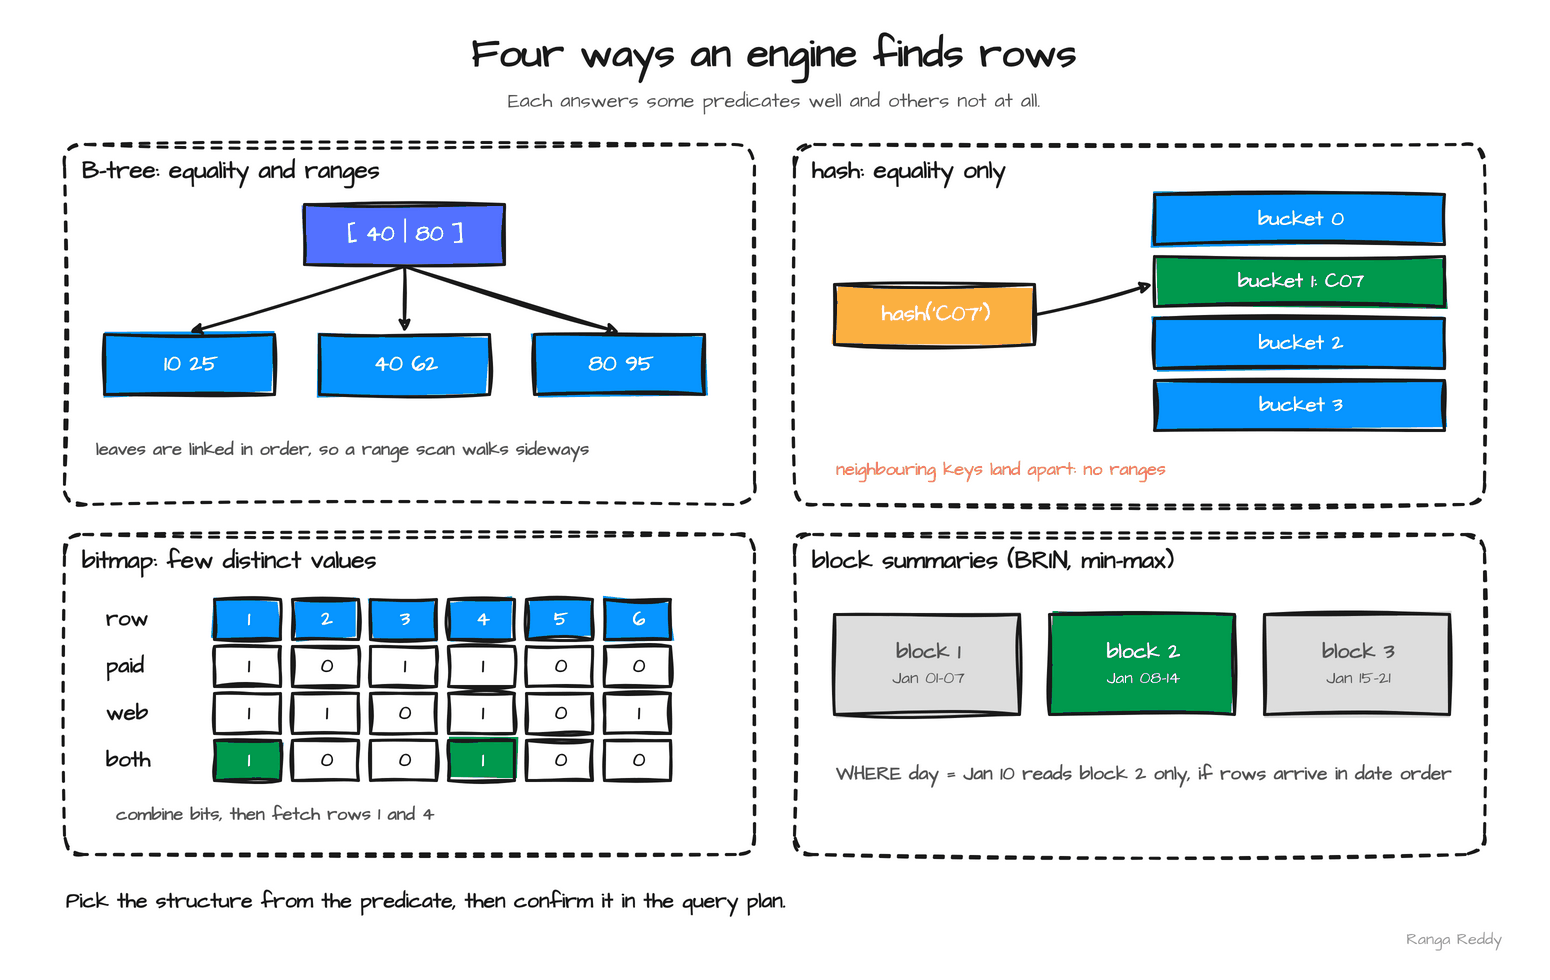 Four ways an engine finds rows
Each answers some predicates well and others not at all.
B-tree: equality and ranges
[ 40 | 80 ]
10 25
40 62
80 95
leaves are linked in order, so a range scan walks sideways
hash: equality only
hash('C07')
bucket 0
bucket 1: C07
bucket 2
bucket 3
neighbouring keys land apart: no ranges
bitmap: few distinct values
row 1 2 3 4 5 6
paid 1 0 1 1 0 0
web 1 1 0 1 0 1
both 1 0 0 1 0 0
combine bits, then fetch rows 1 and 4
block summaries (BRIN, min-max)
block 1
Jan 01-07
block 2
Jan 08-14
block 3
Jan 15-21
WHERE day = Jan 10 reads block 2 only, if rows arrive in date order
Pick the structure from the predicate, then confirm it in the query plan.
Ranga Reddy